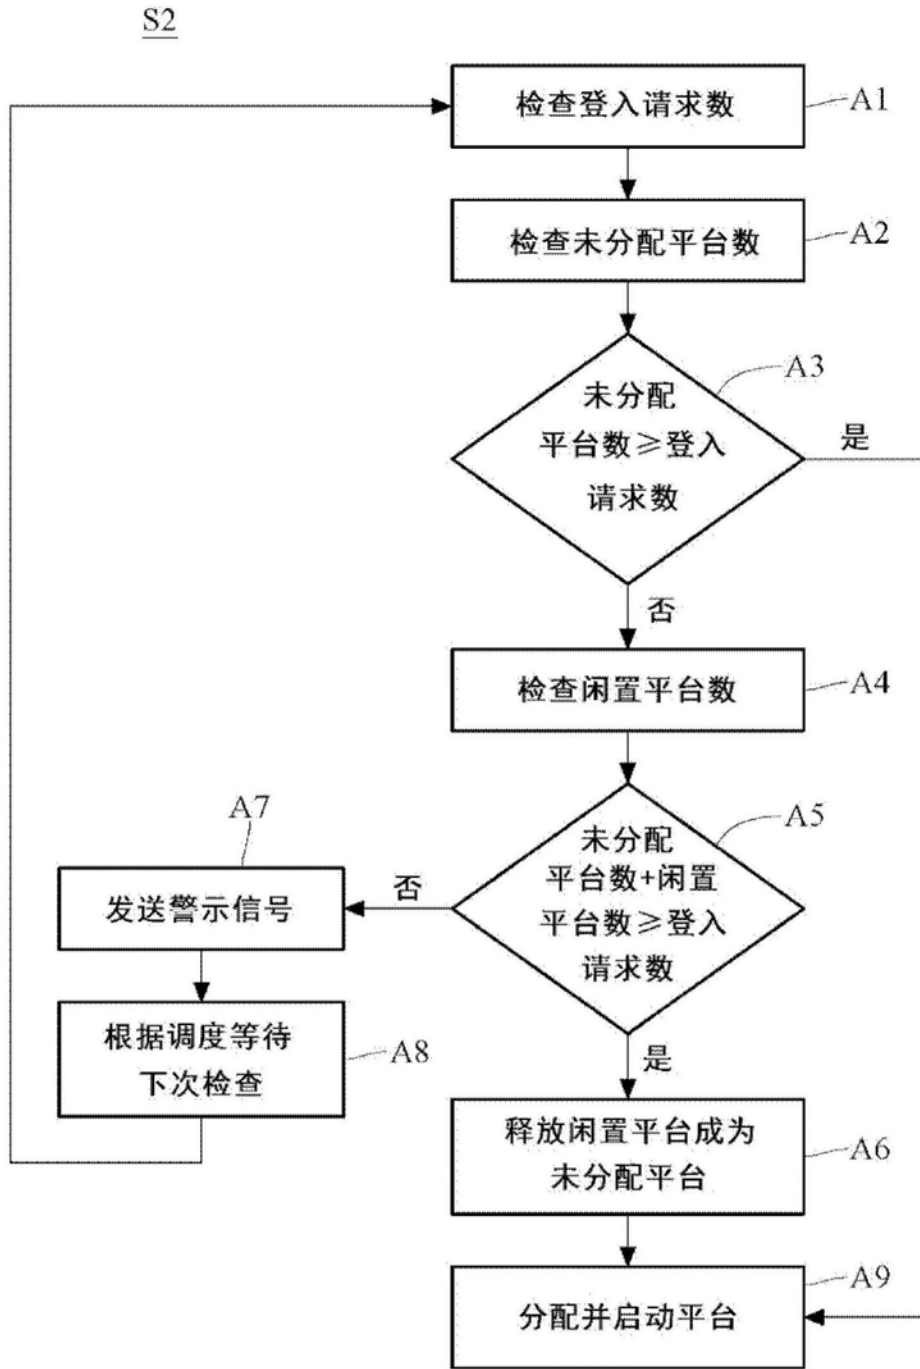 S2
检查登入请求数
A1
检查未分配平台数
A2
A3
未分配
平台数≥登入
请求数
是
否
检查闲置平台数
A4
A5
未分配
平台数+闲置
平台数≥登入
请求数
否
A7
发送警示信号
根据调度等待
下次检查
A8
是
释放闲置平台成为
未分配平台
A6
分配并启动平台
A9